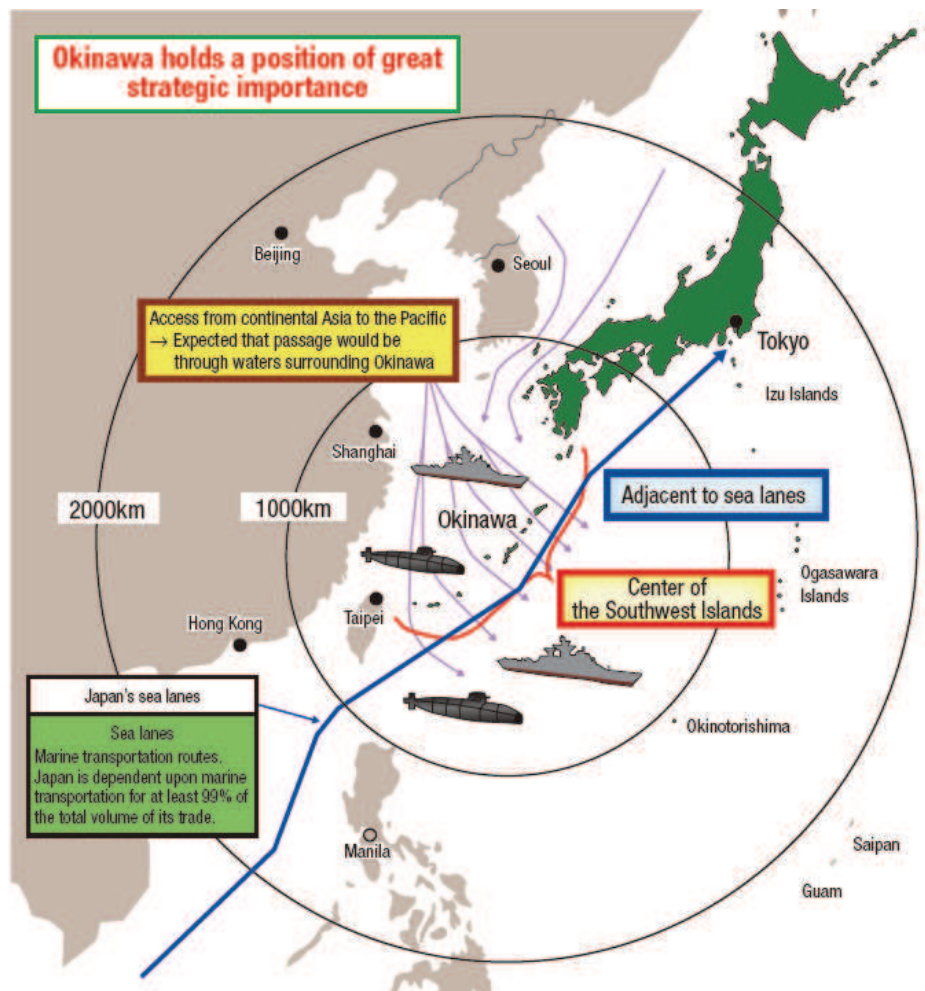 Okinawa holds a position of great
strategic importance
Beijing
Seoul
Access from continental Asia to the Pacific
→ Expected that passage would be
through waters surrounding Okinawa
Tokyo
Izu Islands
Shanghai
2000km
1000km
Okinawa
Adjacent to sea lanes
Ogasawara
Islands
Center of
the Southwest Islands
Taipei
Hong Kong
Japan's sea lanes
Sea lanes
Marine transportation routes.
Japan is dependent upon marine
transportation for at least 99% of
the total volume of its trade.
Okinotorishima
Manila
Saipan
Guam